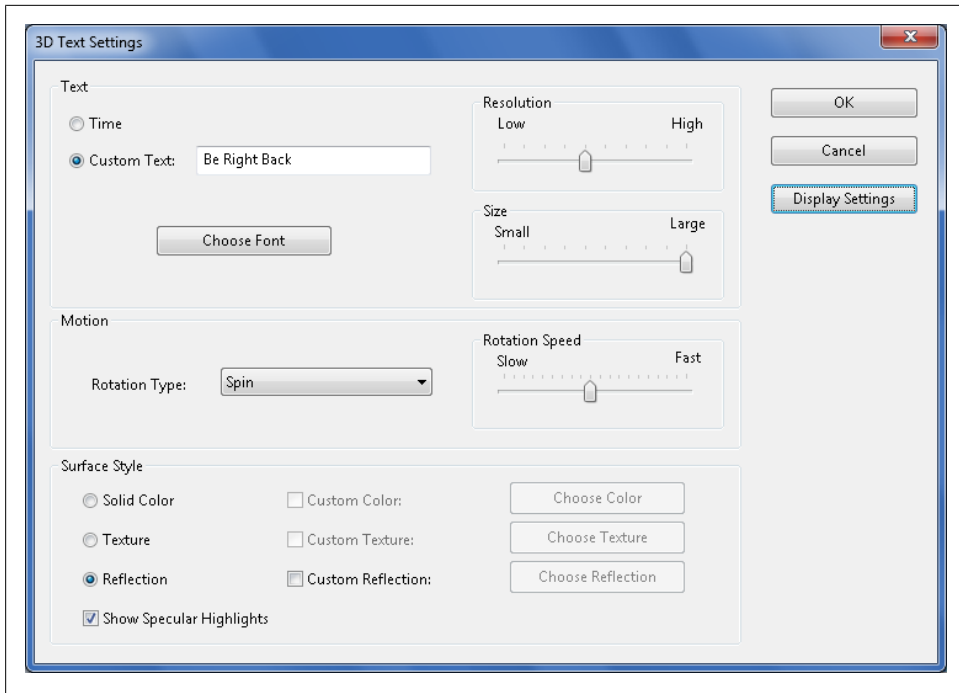 3D Text Settings
Text
Time
Custom Text:
Be Right Back
Choose Font
Resolution
Low
High
Size
Small
Large
OK
Cancel
Display Settings
Motion
Rotation Type:
Spin
Rotation Speed
Slow
Fast
Surface Style
Solid Color
Custom Color:
Choose Color
Texture
Custom Texture:
Choose Texture
Reflection
Custom Reflection:
Choose Reflection
Show Specular Highlights